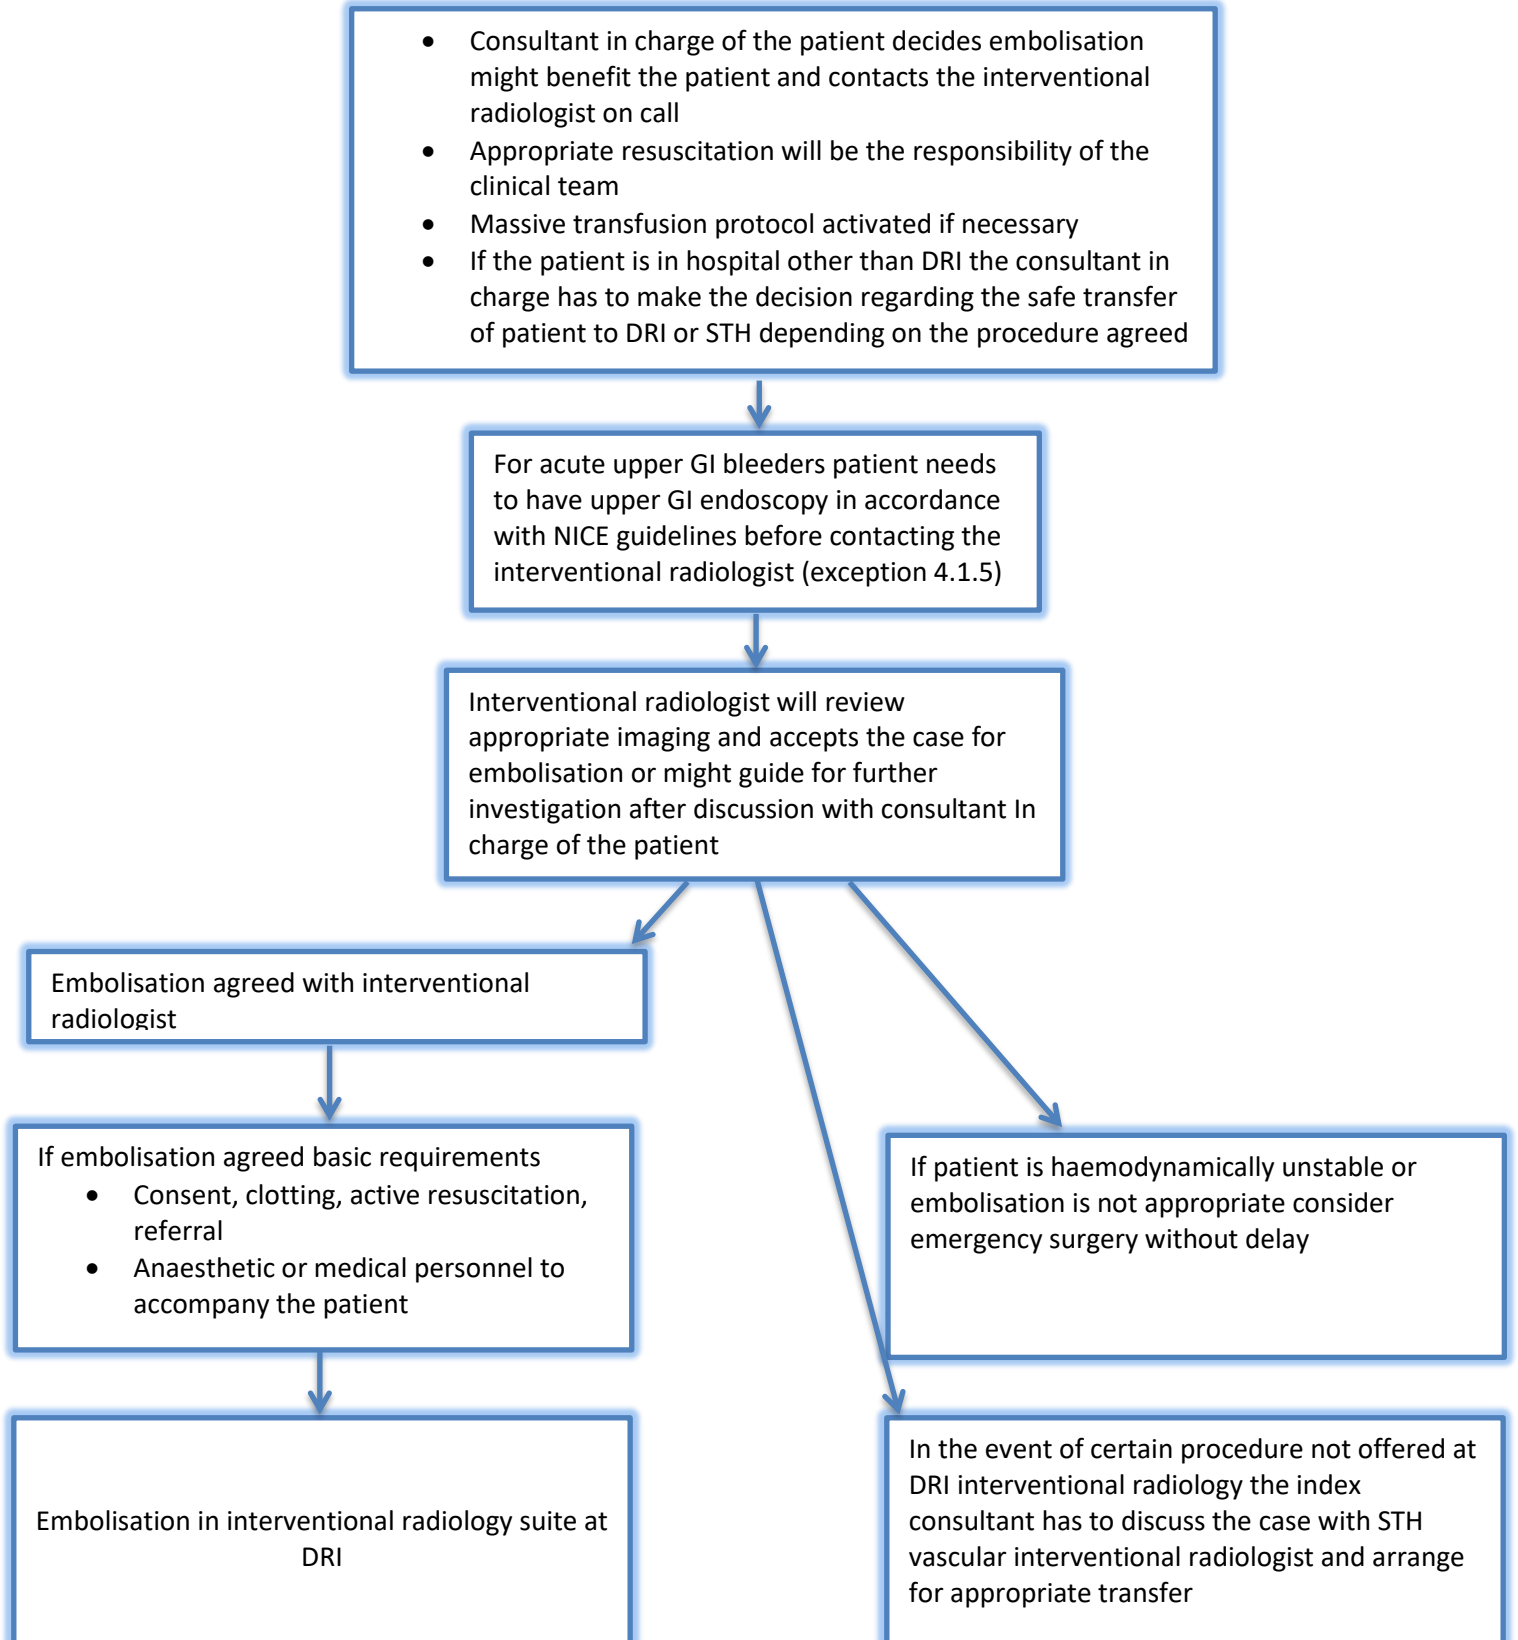 • Consultant in charge of the patient decides embolisation
might benefit the patient and contacts the interventional
radiologist on call
• Appropriate resuscitation will be the responsibility of the
clinical team
• Massive transfusion protocol activated if necessary
• If the patient is in hospital other than DRI the consultant in
charge has to make the decision regarding the safe transfer
of patient to DRI or STH depending on the procedure agreed
For acute upper GI bleeders patient needs
to have upper GI endoscopy in accordance
with NICE guidelines before contacting the
interventional radiologist (exception 4.1.5)
Interventional radiologist will review
appropriate imaging and accepts the case for
embolisation or might guide for further
investigation after discussion with consultant In
charge of the patient
Embolisation agreed with interventional
radiologist
If embolisation agreed basic requirements
• Consent, clotting, active resuscitation,
referral
• Anaesthetic or medical personnel to
accompany the patient
If patient is haemodynamically unstable or
embolisation is not appropriate consider
emergency surgery without delay
Embolisation in interventional radiology suite at
DRI
In the event of certain procedure not offered at
DRI interventional radiology the index
consultant has to discuss the case with STH
vascular interventional radiologist and arrange
for appropriate transfer